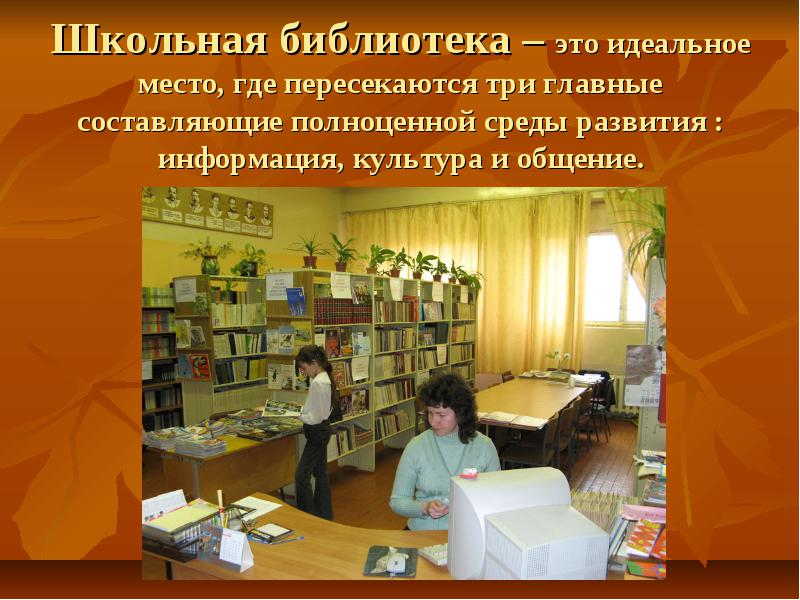 Школьная библиотека – это идеальное
место, где пересекаются три главные
составляющие полноценной среды развития :
информация, культура и общение.